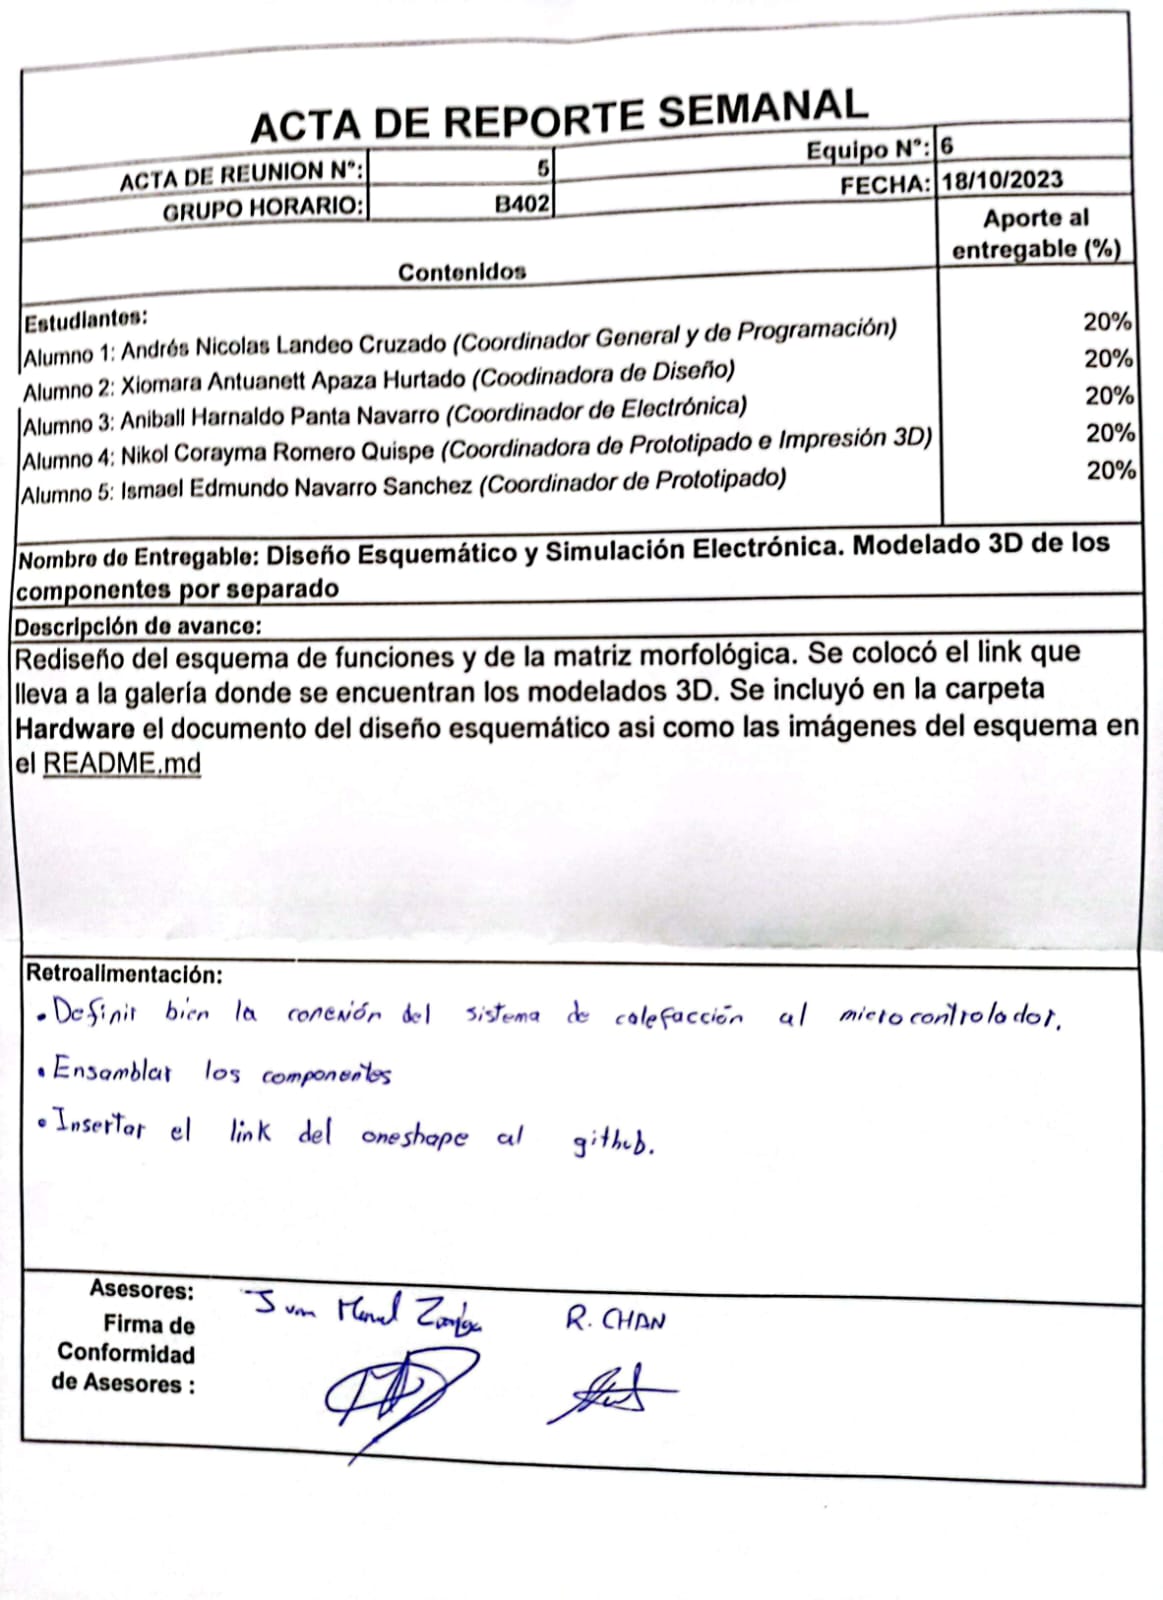 ACTA DE REPORTE SEMANAL
ACTA DE REUNION N°: 5 Equipo N°: 6
GRUPO HORARIO: B402 FECHA: 18/10/2023
Contenidos Aporte al entregable (%)
Estudiantes:
Alumno 1: Andrés Nicolas Landeo Cruzado (Coordinador General y de Programación) 20%
Alumno 2: Xiomara Antuanett Apaza Hurtado (Coodinadora de Diseño) 20%
Alumno 3: Aniball Harnaldo Panta Navarro (Coordinador de Electrónica) 20%
Alumno 4: Nikol Corayma Romero Quispe (Coordinadora de Prototipado e Impresión 3D) 20%
Alumno 5: Ismael Edmundo Navarro Sanchez (Coordinador de Prototipado) 20%
Nombre de Entregable: Diseño Esquemático y Simulación Electrónica. Modelado 3D de los
componentes por separado
Descripción de avance:
Rediseño del esquema de funciones y de la matriz morfológica. Se colocó el link que
lleva a la galería donde se encuentran los modelados 3D. Se incluyó en la carpeta
Hardware el documento del diseño esquemático asi como las imágenes del esquema en
el README.md
Retroalimentación:
• Definir bien la conexión del sistema de calefacción al microcontrolador.
• Ensamblar los componentes
• Insertar el link del oneshape al github.
Asesores: Juan Manuel R. CHAN
Firma de
Conformidad
de Asesores :